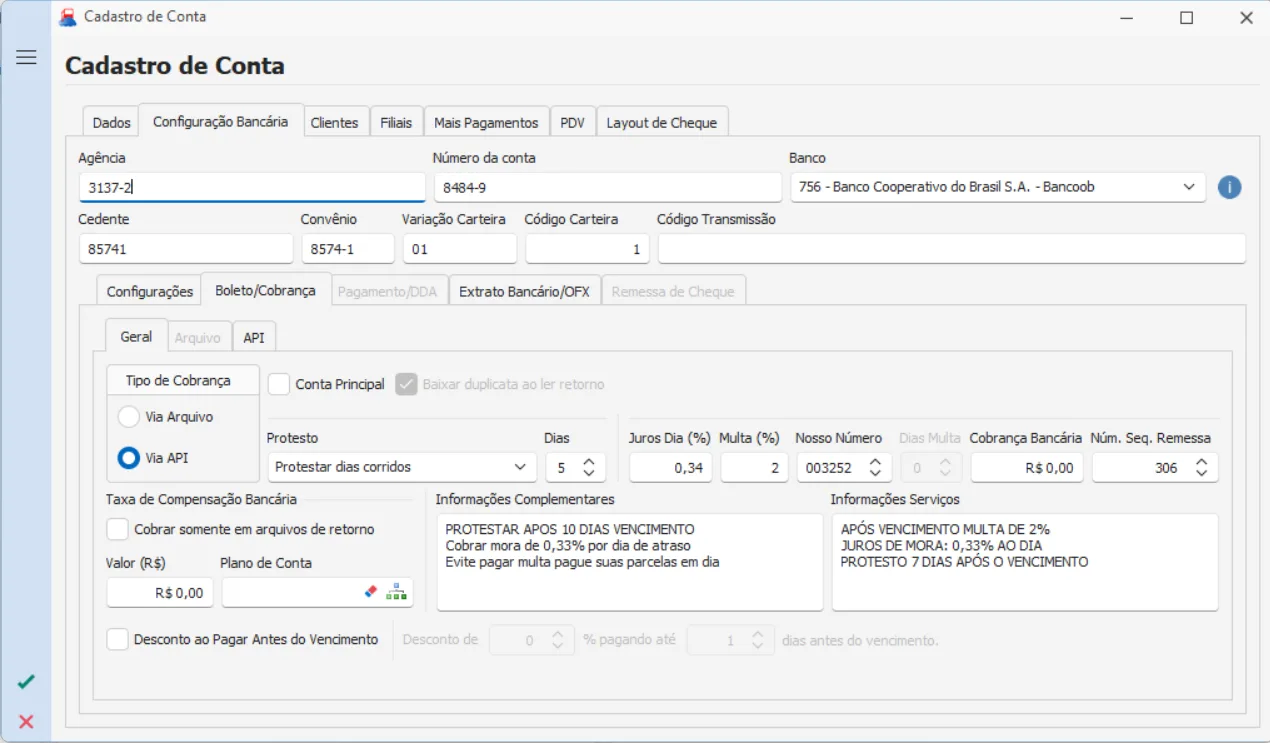 Cadastro de Conta
Cadastro de Conta
Dados Configuração Bancária Clientes Filiais Mais Pagamentos PDV Layout de Cheque
Agência Número da conta Banco
3137-2 8484-9 756 - Banco Cooperativo do Brasil S.A. - Bancoob i
Cedente Convênio Variação Carteira Código Carteira Código Transmissão
85741 8574-1 01 1
Configurações Boleto/Cobrança Pagamento/DDA Extrato Bancário/OFX Remessa de Cheque
Geral Arquivo API
Tipo de Cobrança Conta Principal Baixar duplicata ao ler retorno
Via Arquivo
Protesto Dias Juros Dia (%) Multa (%) Nosso Número Dias Multa Cobrança Bancária Núm. Seq. Remessa
Via API Protestar dias corridos 5 0,34 2 003252 0 R$ 0,00 306
Taxa de Compensação Bancária Informações Complementares Informações Serviços
Cobrar somente em arquivos de retorno
Valor (R$) Plano de Conta
R$ 0,00
PROTESTAR APOS 10 DIAS VENCIMENTO
Cobrar mora de 0,33% por dia de atraso
Evite pagar multa pague suas parcelas em dia
APÓS VENCIMENTO MULTA DE 2%
JUROS DE MORA: 0,33% AO DIA
PROTESTO 7 DIAS APÓS O VENCIMENTO
Desconto ao Pagar Antes do Vencimento Desconto de 0 % pagando até 1 dias antes do vencimento.